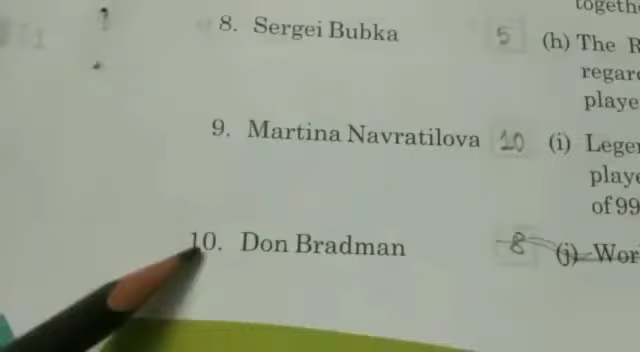 togeth
8. Sergei Bubka 5 (h) The R
regar
playe
9. Martina Navratilova 10 (i) Lege
playe
of 99
10. Don Bradman 8 (j) Wor